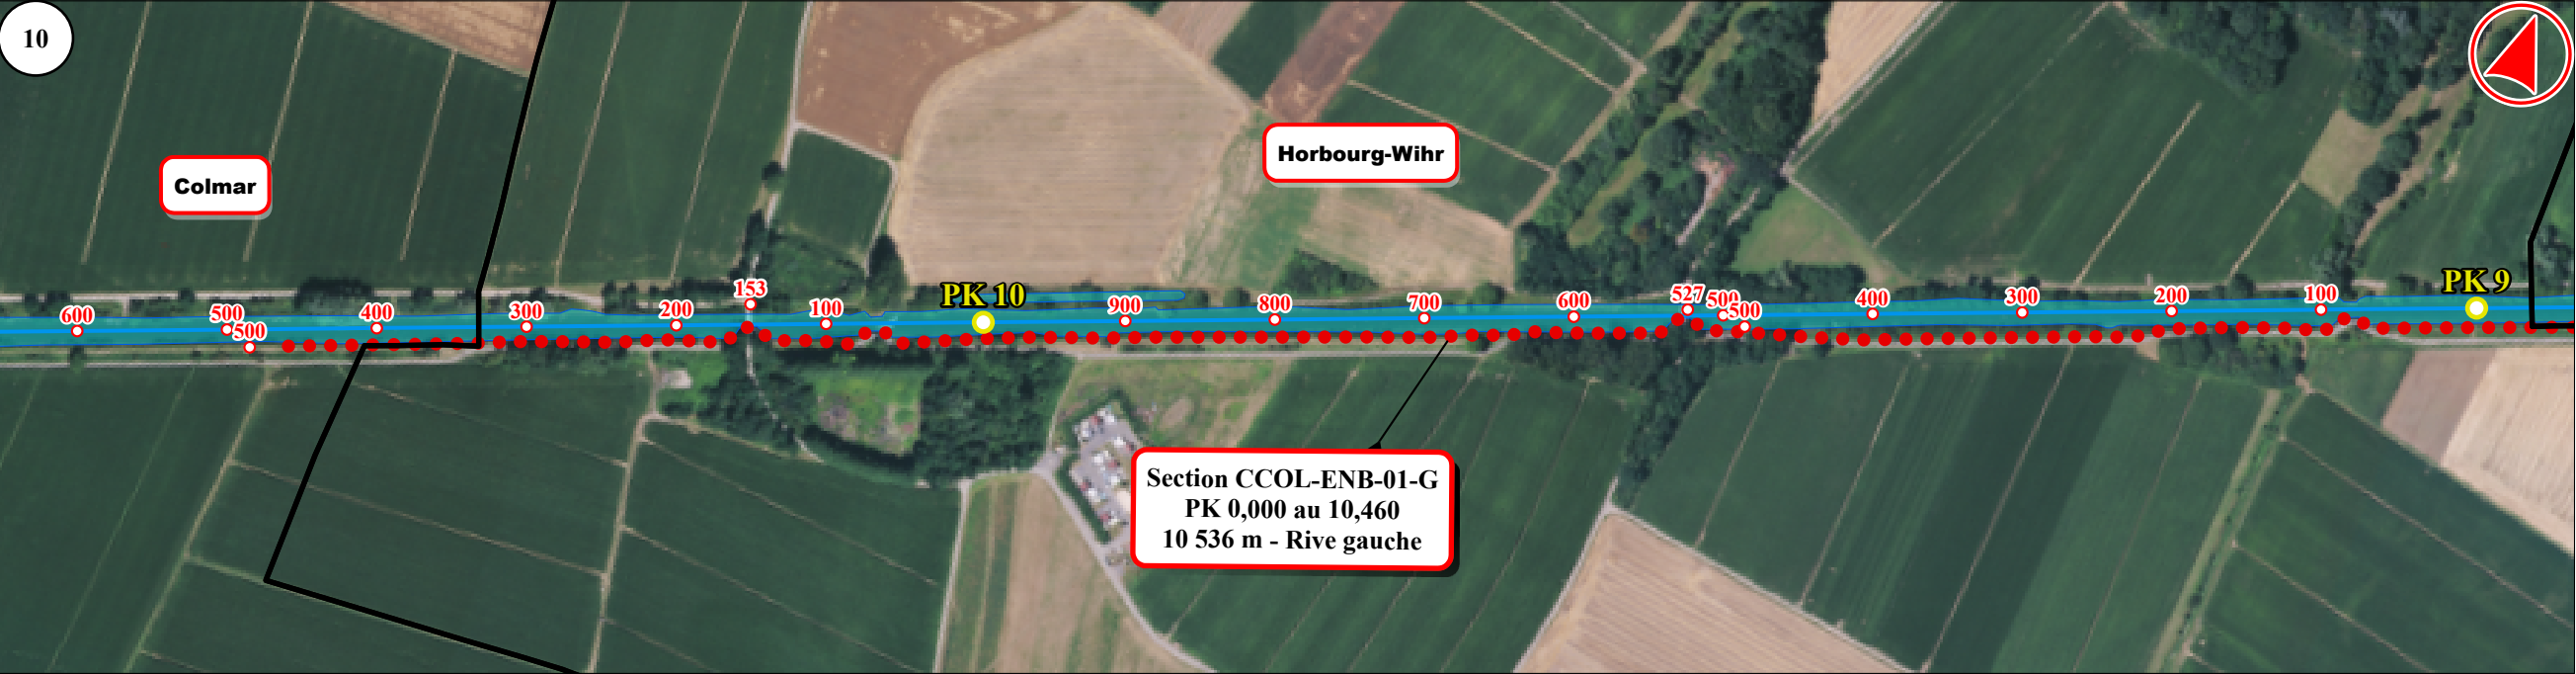 10
Colmar
Horbourg-Wihr
600
500
500
400
300
200
153
100
PK 10
900
800
700
600
527
500
500
400
300
200
100
PK 9
Section CCOL-ENB-01-G
PK 0,000 au 10,460
10 536 m - Rive gauche